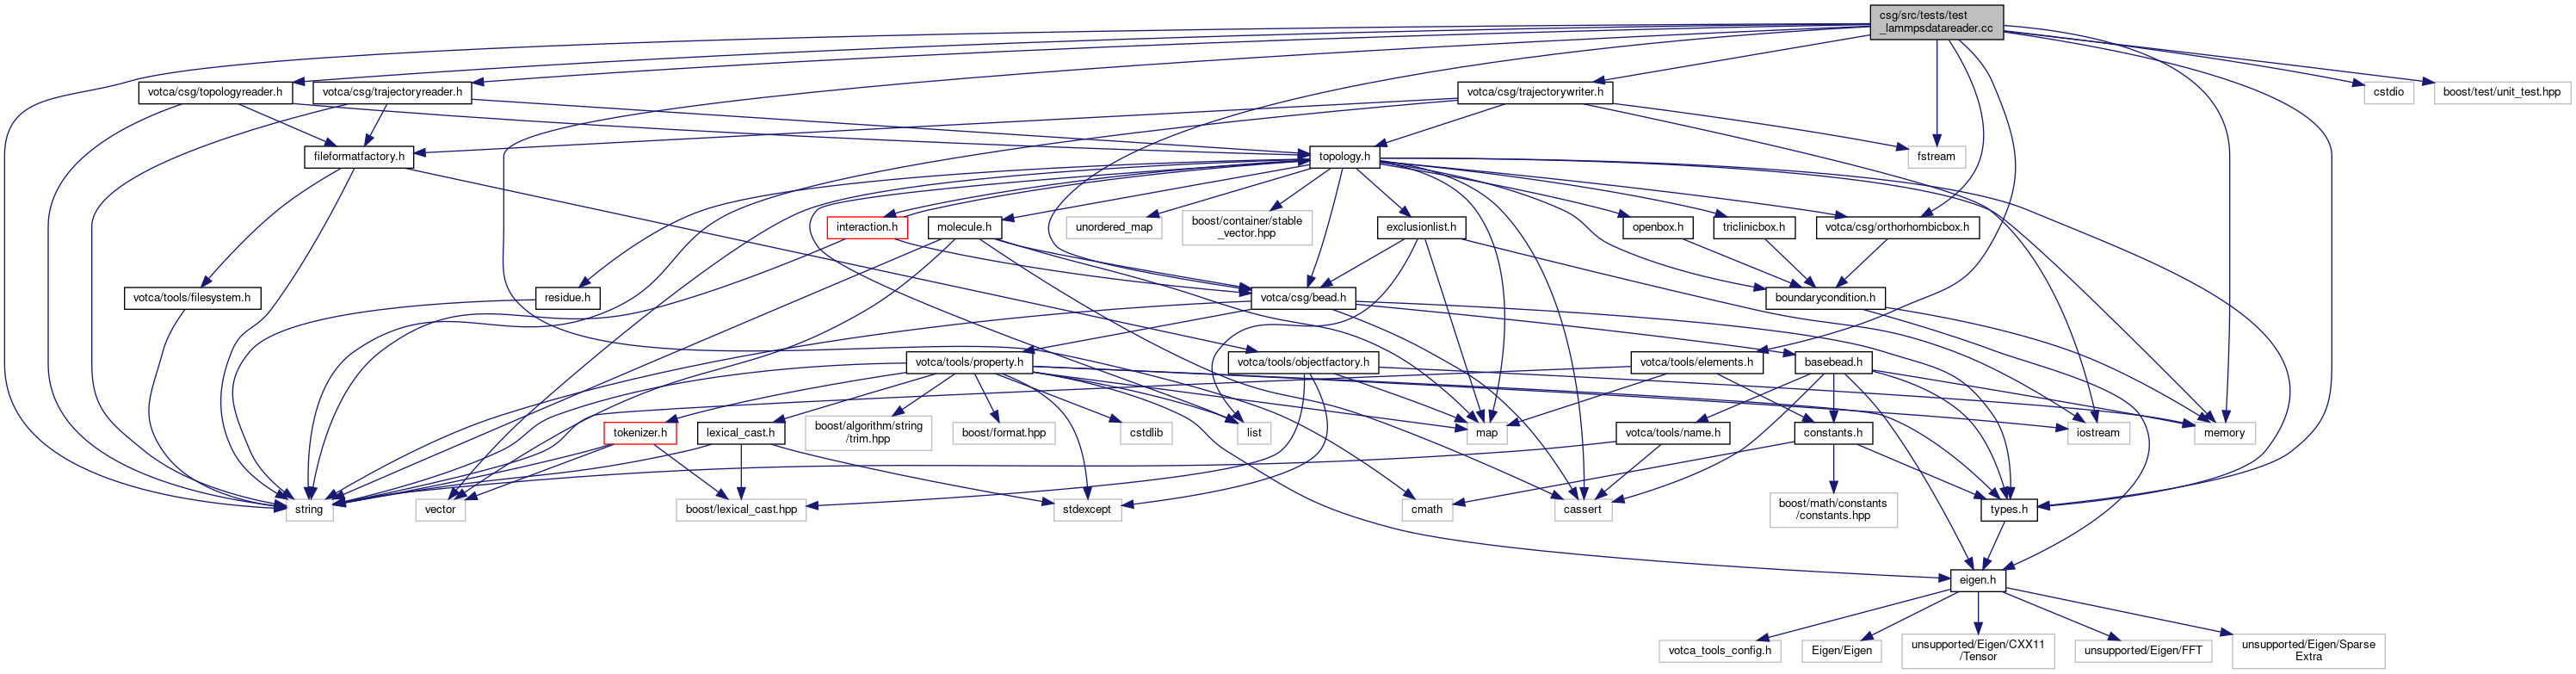 csg/src/tests/test
_lammpsdatareader.cc
votca/csg/topologyreader.h
votca/csg/trajectoryreader.h
votca/csg/trajectorywriter.h
cstdio
boost/test/unit_test.hpp
fileformatfactory.h
topology.h
fstream
interaction.h
molecule.h
unordered_map
boost/container/stable
_vector.hpp
exclusionlist.h
openbox.h
triclinicbox.h
votca/csg/orthorhombicbox.h
votca/tools/filesystem.h
residue.h
votca/csg/bead.h
boundarycondition.h
votca/tools/property.h
votca/tools/objectfactory.h
votca/tools/elements.h
basebead.h
tokenizer.h
lexical_cast.h
boost/algorithm/string
/trim.hpp
boost/format.hpp
cstdlib
list
map
votca/tools/name.h
constants.h
iostream
memory
string
vector
boost/lexical_cast.hpp
stdexcept
cmath
cassert
boost/math/constants
/constants.hpp
types.h
eigen.h
votca_tools_config.h
Eigen/Eigen
unsupported/Eigen/CXX11
/Tensor
unsupported/Eigen/FFT
unsupported/Eigen/Sparse
Extra